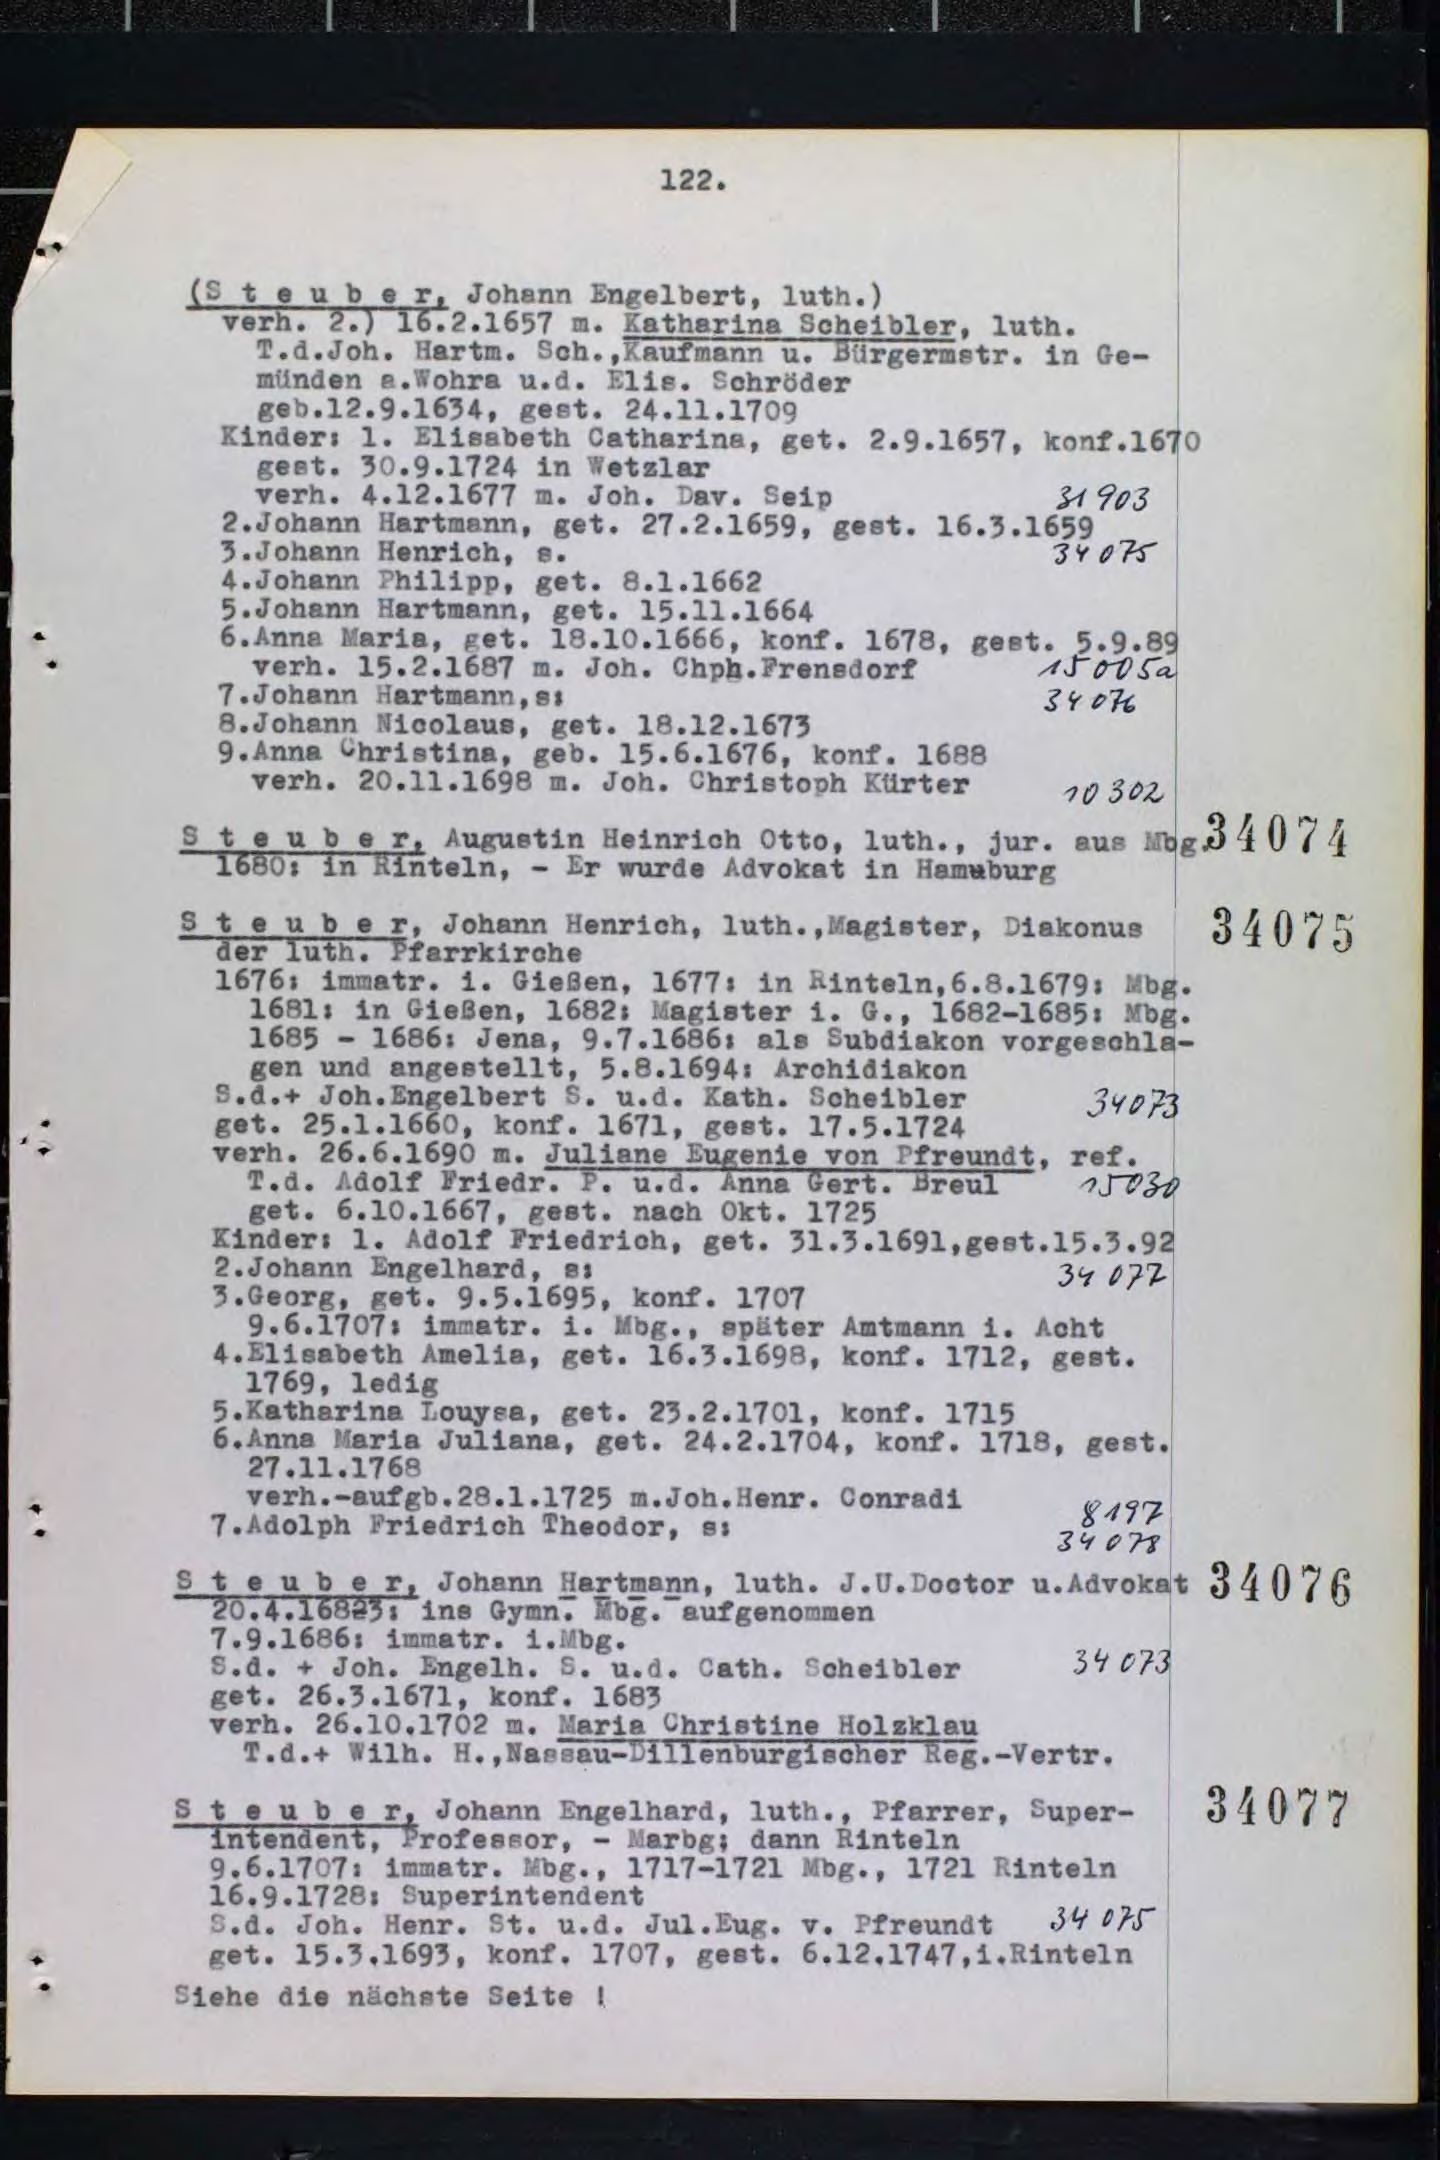 122.
(S t e u b e r, Johann Engelbert, luth.)
verh. 2.) 16.2.1657 m. Katharina Scheibler, luth.
T.d.Joh. Hartm. Sch.,Kaufmann u. Bürgermstr. in Ge-
münden a.Wohra u.d. Elis. Schröder
geb.12.9.1634, gest. 24.11.1709
Kinder: 1. Elisabeth Catharina, get. 2.9.1657, konf.1670
gest. 30.9.1724 in Wetzlar
verh. 4.12.1677 m. Joh. Dav. Seip 31903
2.Johann Hartmann, get. 27.2.1659, gest. 16.3.1659
3.Johann Henrich, s. 34075
4.Johann Philipp, get. 8.1.1662
5.Johann Hartmann, get. 15.11.1664
6.Anna Maria, get. 18.10.1666, konf. 1678, gest. 5.9.89
verh. 15.2.1687 m. Joh. Chph.Frensdorf 15005a
7.Johann Hartmann,s: 34076
8.Johann Nicolaus, get. 18.12.1673
9.Anna Christina, geb. 15.6.1676, konf. 1688
verh. 20.11.1698 m. Joh. Christoph Kürter 10302
S t e u b e r, Augustin Heinrich Otto, luth., jur. aus Mbg. 34074
1680: in Rinteln, - Er wurde Advokat in Hamuburg
S t e u b e r, Johann Henrich, luth.,Magister, Diakonus 34075
der luth. Pfarrkirche
1676: immatr. i. Gießen, 1677: in Rinteln,6.8.1679: Mbg.
1681: in Gießen, 1682: Magister i. G., 1682-1685: Mbg.
1685 - 1686: Jena, 9.7.1686: als Subdiakon vorgeschla-
gen und angestellt, 5.8.1694: Archidiakon
S.d.+ Joh.Engelbert S. u.d. Kath. Scheibler 34073
get. 25.1.1660, konf. 1671, gest. 17.5.1724
verh. 26.6.1690 m. Juliane Eugenie von Pfreundt, ref.
T.d. Adolf Friedr. P. u.d. Anna Gert. Breul 15030
get. 6.10.1667, gest. nach Okt. 1725
Kinder: 1. Adolf Friedrich, get. 31.3.1691,gest.15.3.92
2.Johann Engelhard, s: 34077
3.Georg, get. 9.5.1695, konf. 1707
9.6.1707: immatr. i. Mbg., später Amtmann i. Acht
4.Elisabeth Amelia, get. 16.3.1698, konf. 1712, gest.
1769, ledig
5.Katharina Louysa, get. 23.2.1701, konf. 1715
6.Anna Maria Juliana, get. 24.2.1704, konf. 1718, gest.
27.11.1768
verh.-aufgb.28.1.1725 m.Joh.Henr. Conradi 8197
7.Adolph Friedrich Theodor, s: 34078
S t e u b e r, Johann Hartmann, luth. J.U.Doctor u.Advokat 34076
20.4.16823: ins Gymn. Mbg. aufgenommen
7.9.1686: immatr. i.Mbg.
S.d. + Joh. Engelh. S. u.d. Cath. Scheibler 34073
get. 26.3.1671, konf. 1683
verh. 26.10.1702 m. Maria Christine Holzklau
T.d.+ Wilh. H.,Nassau-Dillenburgischer Reg.-Vertr.
S t e u b e r, Johann Engelhard, luth., Pfarrer, Super- 34077
intendent, Professor, - Marbg; dann Rinteln
9.6.1707: immatr. Mbg., 1717-1721 Mbg., 1721 Rinteln
16.9.1728: Superintendent
S.d. Joh. Henr. St. u.d. Jul.Eug. v. Pfreundt 34075
get. 15.3.1693, konf. 1707, gest. 6.12.1747,i.Rinteln
Siehe die nächste Seite !